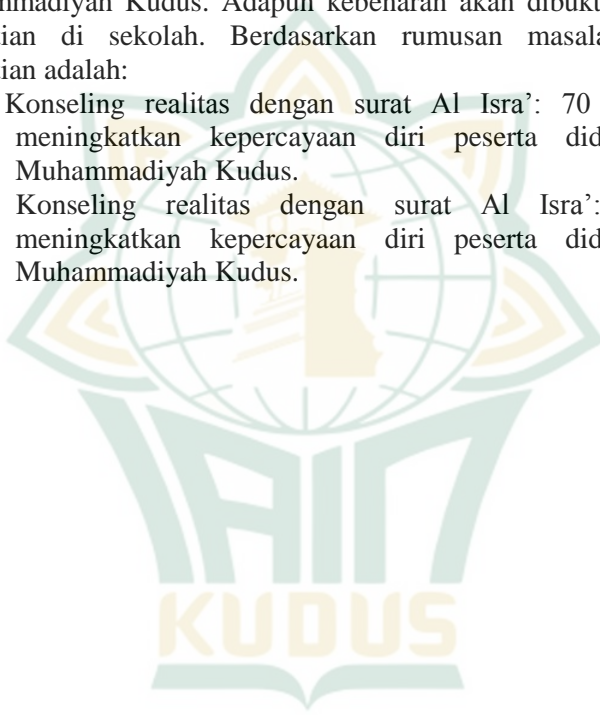 mmadiyah Kudus. Adapun kebenaran akan dibukt
ian di sekolah. Berdasarkan rumusan masala
ian adalah:
Konseling realitas dengan surat Al Isra’: 70
meningkatkan kepercayaan diri peserta did
Muhammadiyah Kudus.
Konseling realitas dengan surat Al Isra’:
meningkatkan kepercayaan diri peserta did
Muhammadiyah Kudus.
IAIN
KUDUS